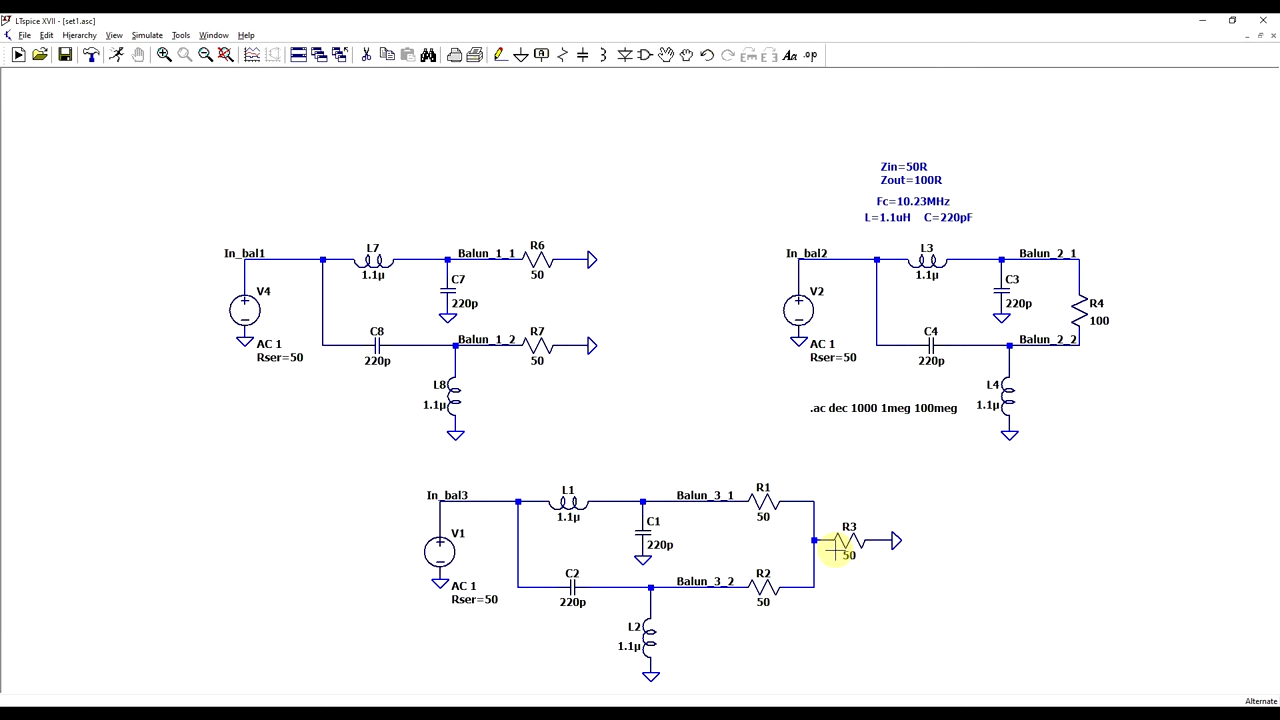 LTspice XVII - [set1.asc]
File Edit Hierarchy View Simulate Tools Window Help
Zin=50R
Zout=100R
Fc=10.23MHz
L=1.1uH C=220pF
In_bal1
L7
1.1µ
Balun_1_1
R6
50
C7
220p
V4
AC 1
Rser=50
C8
220p
Balun_1_2
R7
50
L8
1.1µ
In_bal2
L3
1.1µ
Balun_2_1
C3
220p
R4
100
V2
AC 1
Rser=50
C4
220p
Balun_2_2
L4
1.1µ
.ac dec 1000 1meg 100meg
In_bal3
L1
1.1µ
Balun_3_1
R1
50
C1
220p
R3
50
V1
AC 1
Rser=50
C2
220p
Balun_3_2
R2
50
L2
1.1µ
Alternate